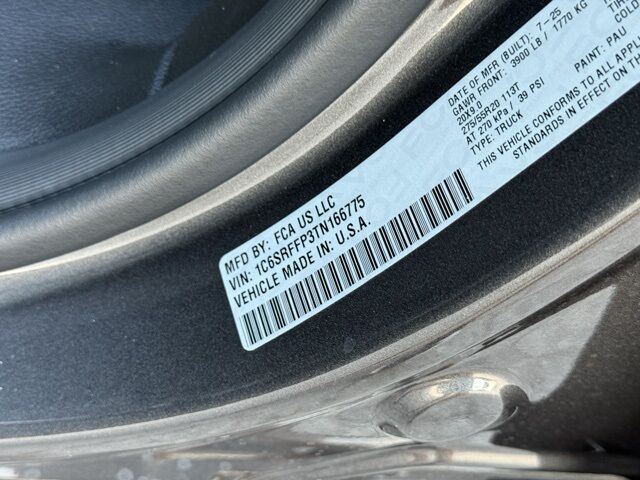 MFD BY: FCA US LLC
VIN: 1C6SRFFP3TN166775
VEHICLE MADE IN U.S.A.
DATE OF MFR (BUILT): 7-25
GAWR FRONT: 3900 LB / 1770 KG
20X9.0
275/55R20 113T
AT 270 KPA / 39 PSI
TYPE: TRUCK
THIS VEHICLE CONFORMS TO ALL APP
STANDARDS IN EFFECT ON THE
COLD
PAINT: PAU